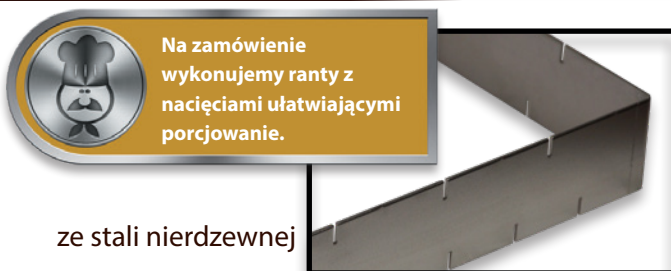 Na zamówienie
wykonujemy ranty z
nacięciami ułatwiającymi
porcjowanie.
ze stali nierdzewnej